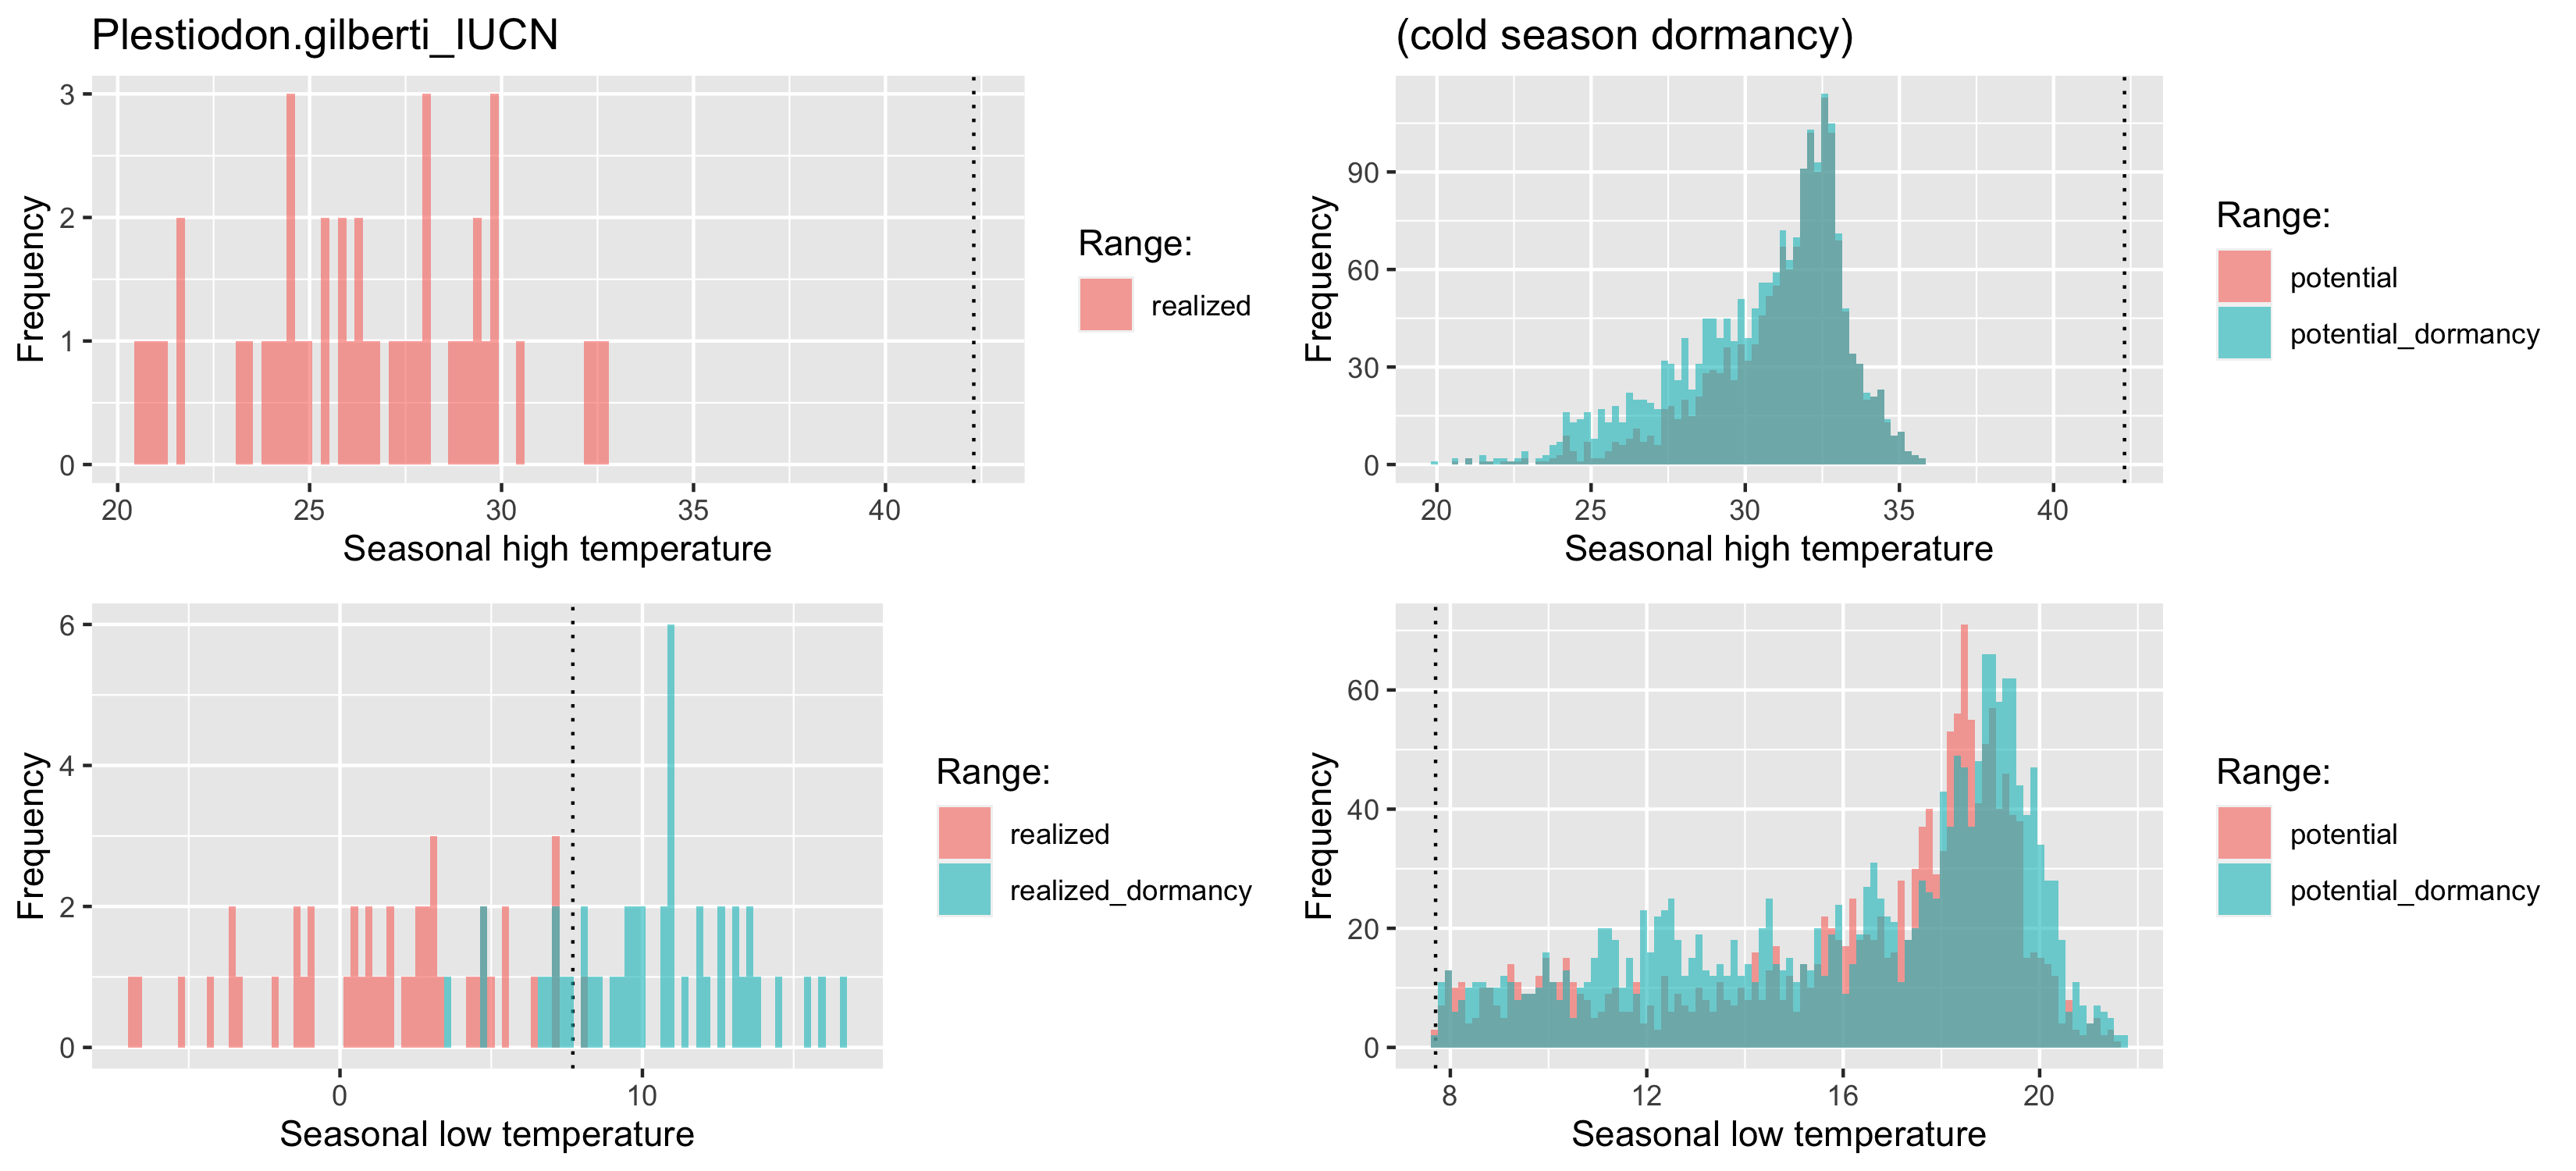 Plestiodon.gilberti_IUCN
(cold season dormancy)
3
2
1
0
Frequency
20
25
30
35
40
Seasonal high temperature
Range:
realized
90
60
30
0
Frequency
20
25
30
35
40
Seasonal high temperature
Range:
potential
potential_dormancy
6
4
2
0
Frequency
0
10
Seasonal low temperature
Range:
realized
realized_dormancy
60
40
20
0
Frequency
8
12
16
20
Seasonal low temperature
Range:
potential
potential_dormancy